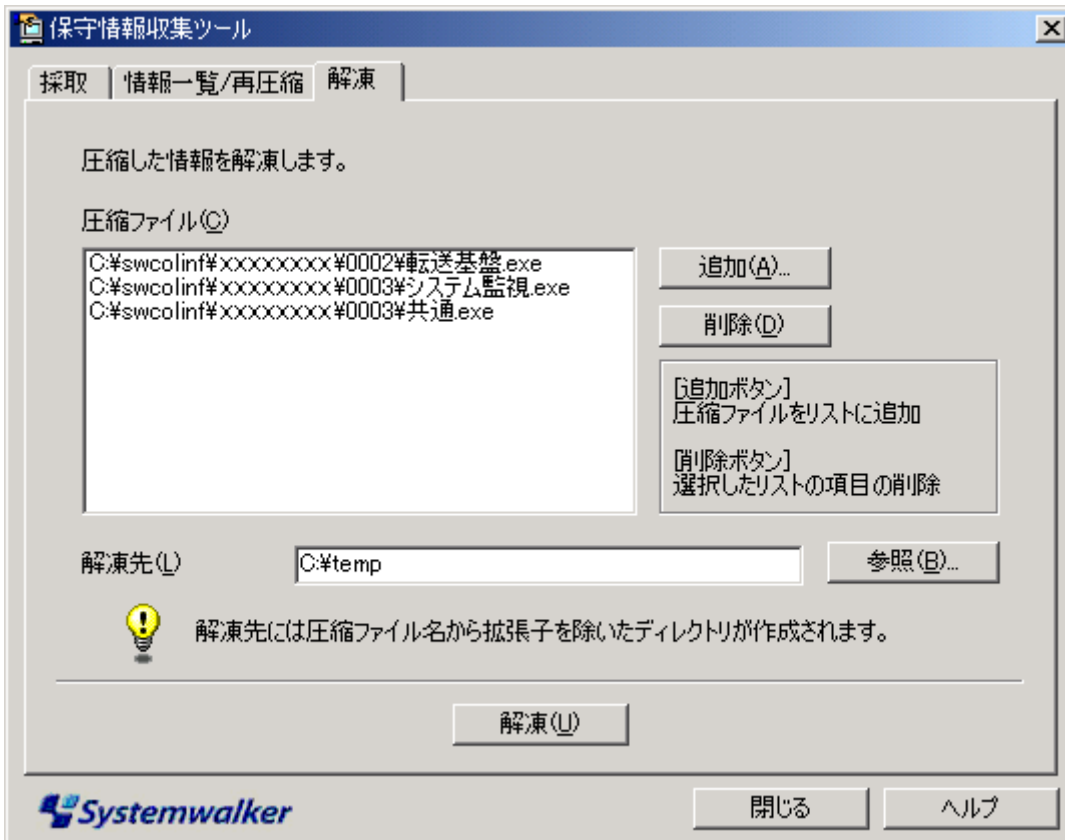 保守情報収集ツール
採取
情報一覧/再圧縮
解凍
圧縮した情報を解凍します。
圧縮ファイル(C)
C:¥swcolinf¥xxxxxxxx¥0002¥転送基盤.exe
C:¥swcolinf¥xxxxxxxx¥0003¥システム監視.exe
C:¥swcolinf¥xxxxxxxx¥0003¥共通.exe
追加(A)...
削除(D)
[追加ボタン]
圧縮ファイルをリストに追加
[削除ボタン]
選択したリストの項目の削除
解凍先(L)
C:¥temp
参照(B)...
解凍先には圧縮ファイル名から拡張子を除いたディレクトリが作成されます。
解凍(U)
Systemwalker
閉じる
ヘルプ